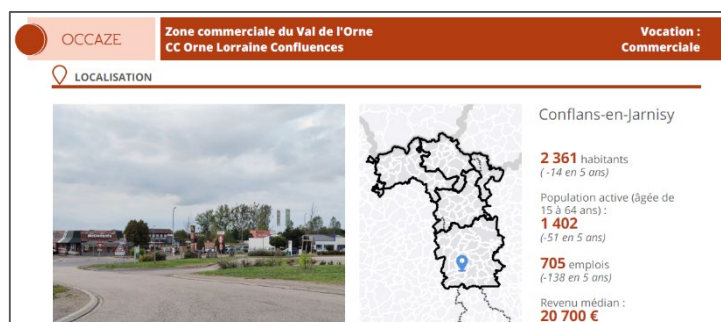 OCCAZE
Zone commerciale du Val de l'Orne
CC Orne Lorraine Confluences
Vocation :
Commerciale
LOCALISATION
Conflans-en-Jarnisy
2 361 habitants
(-14 en 5 ans)
Population active (âgée de
15 à 64 ans) :
1 402
(-51 en 5 ans)
705 emplois
(-138 en 5 ans)
Revenu médian :
20 700 €